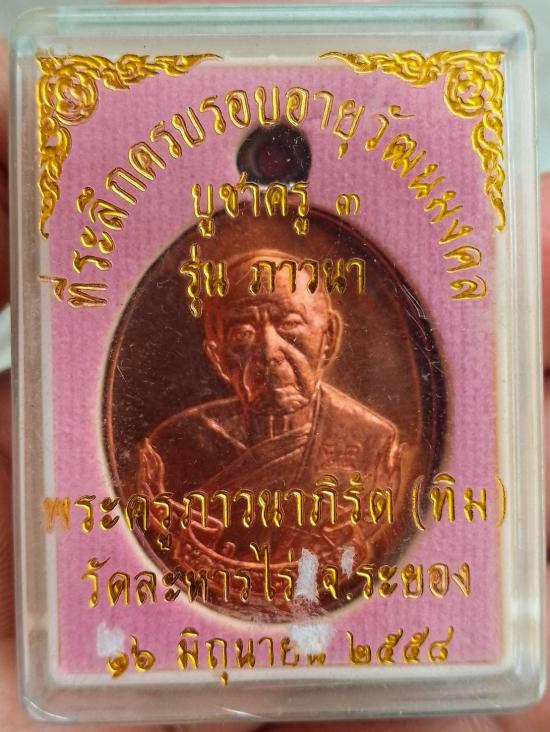 ที่ระลึกครบรอบอายุวัฒนมงคล
บูชาครู ๓
รุ่น ภาวนา
พระครูภาวนาภิรัต (ทิม)
วัดละหารไร่ จ.ระยอง
๑๖ มิถุนายน ๒๕๕๘